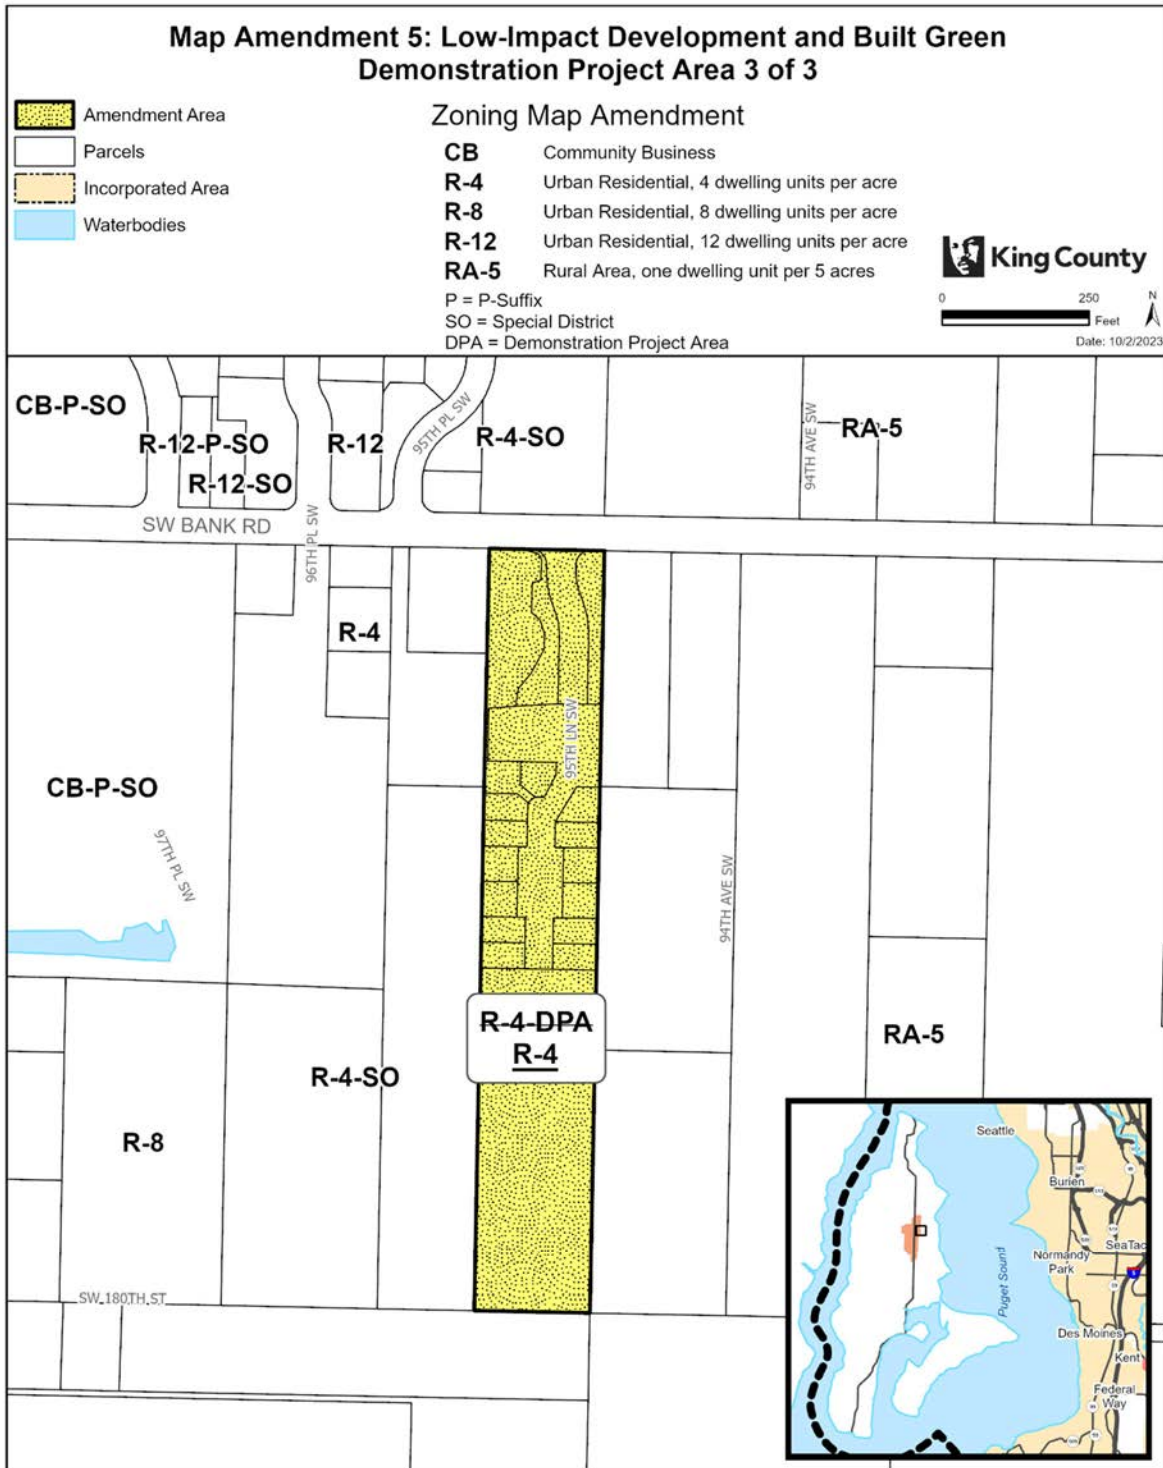 Map Amendment 5: Low-Impact Development and Built Green
Demonstration Project Area 3 of 3
Amendment Area
Parcels
Incorporated Area
Waterbodies
Zoning Map Amendment
CB Community Business
R-4 Urban Residential, 4 dwelling units per acre
R-8 Urban Residential, 8 dwelling units per acre
R-12 Urban Residential, 12 dwelling units per acre
RA-5 Rural Area, one dwelling unit per 5 acres
P = P-Suffix
SO = Special District
DPA = Demonstration Project Area
King County
0 250
Feet
N
Date: 10/2/2023
CB-P-SO
R-12-P-SO
R-12-SO
R-12
95TH PL SW
R-4-SO
94TH AVE SW
RA-5
SW BANK RD
96TH PL SW
R-4
95TH LN SW
CB-P-SO
97TH PL SW
94TH AVE SW
R-4-DPA
R-4
RA-5
R-4-SO
R-8
SW 180TH ST
Seattle
Burien
SeaTac
Normandy
Park
Puget Sound
Des Moines
Kent
Federal
Way